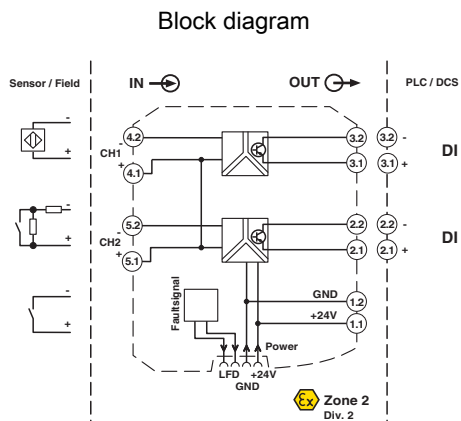 Block diagram
Sensor / Field
IN
OUT
PLC / DCS
-
+
CH1
-
+
4.2
4.1
3.2
3.1
3.2 -
3.1 +
DI
-
+
CH2
-
+
5.2
5.1
2.2
2.1
2.2 -
2.1 +
DI
-
+
Faultsignal
GND
1.2
+24V
1.1
Power
LFD
+24V
GND
Ex
Zone 2
Div. 2